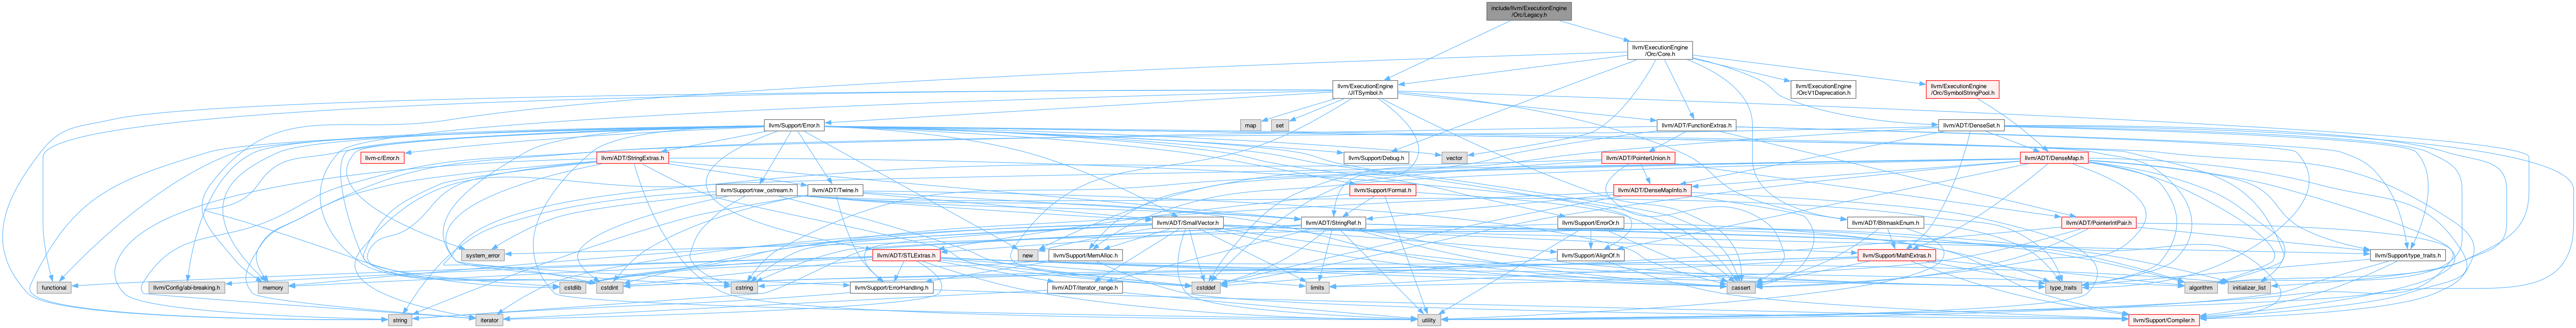 include/llvm/ExecutionEngine
/Orc/Legacy.h
llvm/ExecutionEngine
/Orc/Core.h
llvm/ExecutionEngine
/JITSymbol.h
llvm/ExecutionEngine
/OrcV1Deprecation.h
llvm/ExecutionEngine
/Orc/SymbolStringPool.h
llvm/Support/Error.h
map
set
llvm/ADT/FunctionExtras.h
llvm/ADT/DenseSet.h
llvm-c/Error.h
llvm/ADT/StringExtras.h
llvm/Support/Debug.h
vector
llvm/ADT/PointerUnion.h
llvm/ADT/DenseMap.h
llvm/Support/raw_ostream.h
llvm/ADT/Twine.h
llvm/Support/Format.h
llvm/ADT/DenseMapInfo.h
llvm/ADT/SmallVector.h
llvm/ADT/StringRef.h
llvm/Support/ErrorOr.h
llvm/ADT/BitmaskEnum.h
llvm/ADT/PointerIntPair.h
system_error
llvm/ADT/STLExtras.h
new
llvm/Support/MemAlloc.h
llvm/Support/AlignOf.h
llvm/Support/MathExtras.h
llvm/Support/type_traits.h
functional
llvm/Config/abi-breaking.h
memory
cstdlib
cstdint
cstring
llvm/Support/ErrorHandling.h
llvm/ADT/iterator_range.h
cstddef
limits
cassert
type_traits
algorithm
initializer_list
string
iterator
utility
llvm/Support/Compiler.h